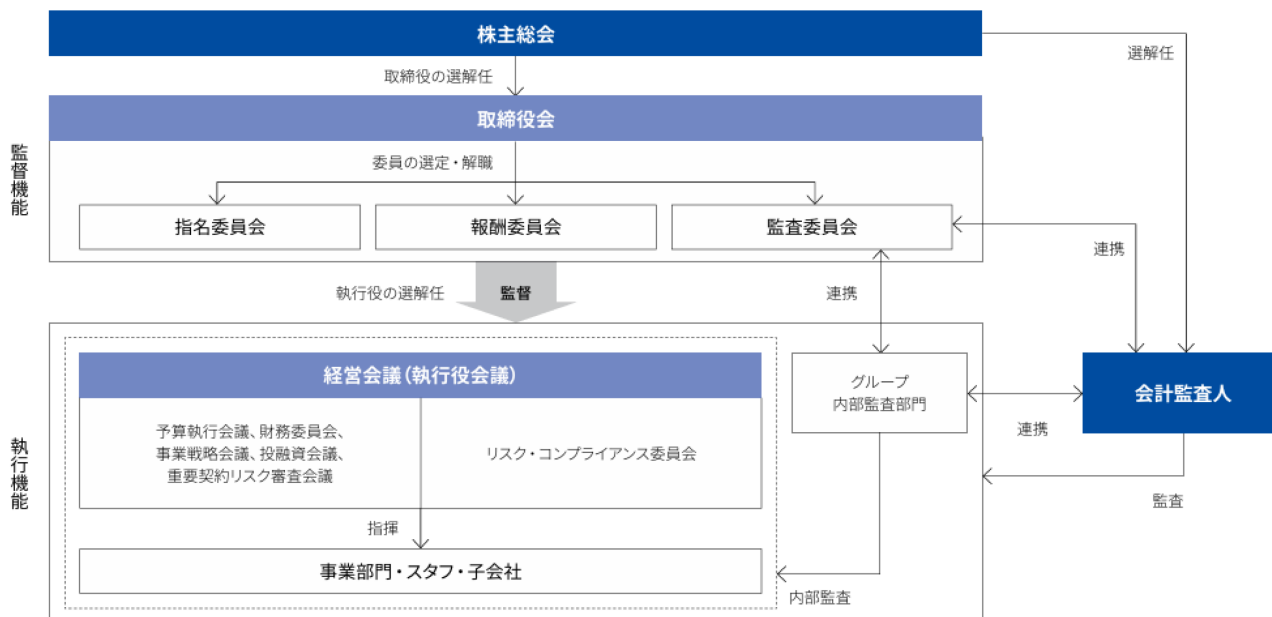 株主総会
選解任
取締役の選解任
取締役会
監督機能
委員の選定・解職
指名委員会
報酬委員会
監査委員会
連携
執行役の選解任
監督
連携
執行機能
経営会議(執行役会議)
予算執行会議、財務委員会、
事業戦略会議、投融資会議、
重要契約リスク審査会議
リスク・コンプライアンス委員会
グループ
内部監査部門
会計監査人
連携
監査
指揮
事業部門・スタッフ・子会社
内部監査